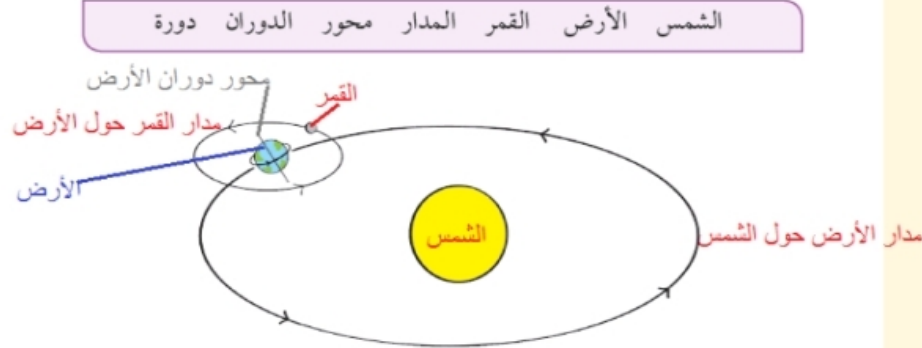 الشمس الأرض القمر المدار محور الدوران دورة
محور دوران الأرض
القمر
مدار القمر حول الأرض
الأرض
الشمس
مدار الأرض حول الشمس